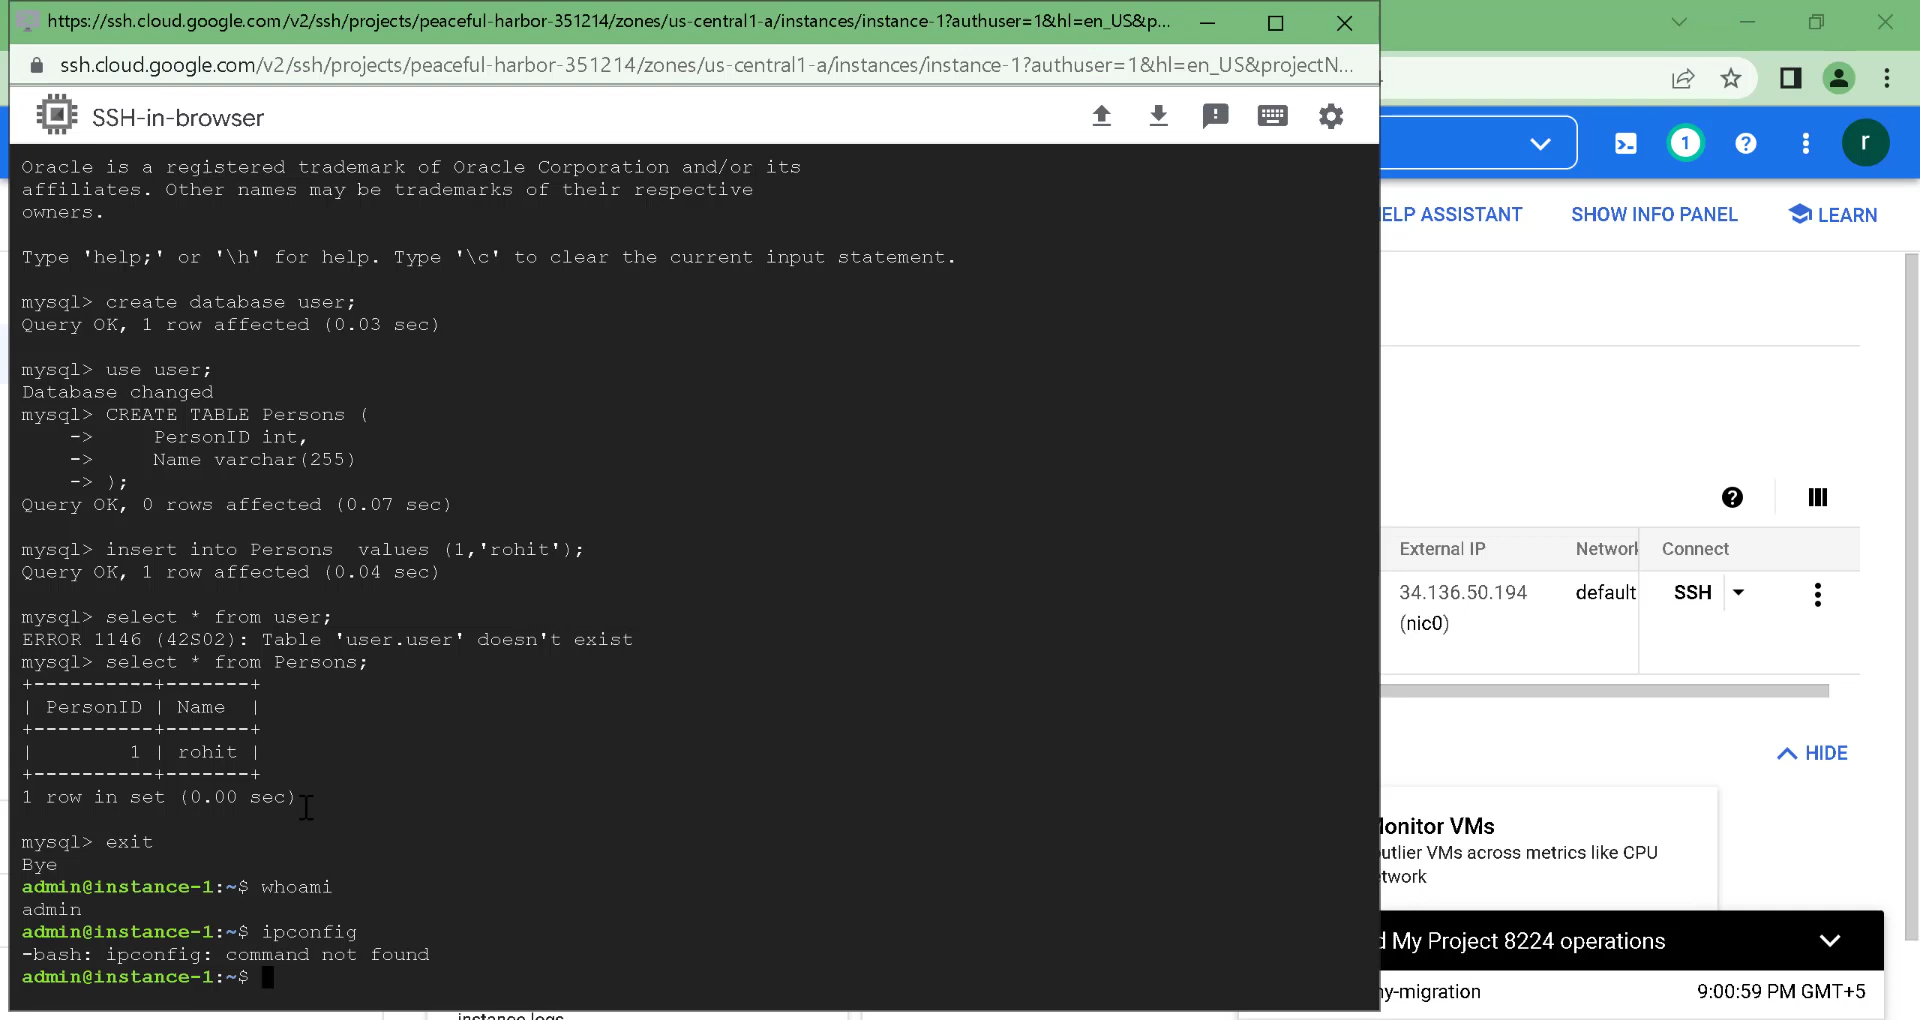 https://ssh.cloud.google.com/v2/ssh/projects/peaceful-harbor-351214/zones/us-central1-a/instances/instance-1?authuser=1&hl=en_US&p...
ssh.cloud.google.com/v2/ssh/projects/peaceful-harbor-351214/zones/us-central1-a/instances/instance-1?authuser=1&hl=en_US&projectN...
SSH-in-browser
1
r
ELP ASSISTANT
SHOW INFO PANEL
LEARN
Oracle is a registered trademark of Oracle Corporation and/or its
affiliates. Other names may be trademarks of their respective
owners.
Type 'help;' or '\h' for help. Type '\c' to clear the current input statement.
mysql> create database user;
Query OK, 1 row affected (0.03 sec)
mysql> use user;
Database changed
mysql> CREATE TABLE Persons (
    ->     PersonID int,
    ->     Name varchar(255)
    -> );
Query OK, 0 rows affected (0.07 sec)
mysql> insert into Persons  values (1,'rohit');
Query OK, 1 row affected (0.04 sec)
mysql> select * from user;
ERROR 1146 (42S02): Table 'user.user' doesn't exist
mysql> select * from Persons;
+----------+-------+
| PersonID | Name  |
+----------+-------+
|        1 | rohit |
+----------+-------+
1 row in set (0.00 sec)
mysql> exit
Bye
admin@instance-1:~$ whoami
admin
admin@instance-1:~$ ipconfig
-bash: ipconfig: command not found
admin@instance-1:~$
External IP
Network
Connect
34.136.50.194
default
SSH
(nic0)
HIDE
Monitor VMs
outlier VMs across metrics like CPU
twork
d My Project 8224 operations
y-migration
9:00:59 PM GMT+5
instance logs